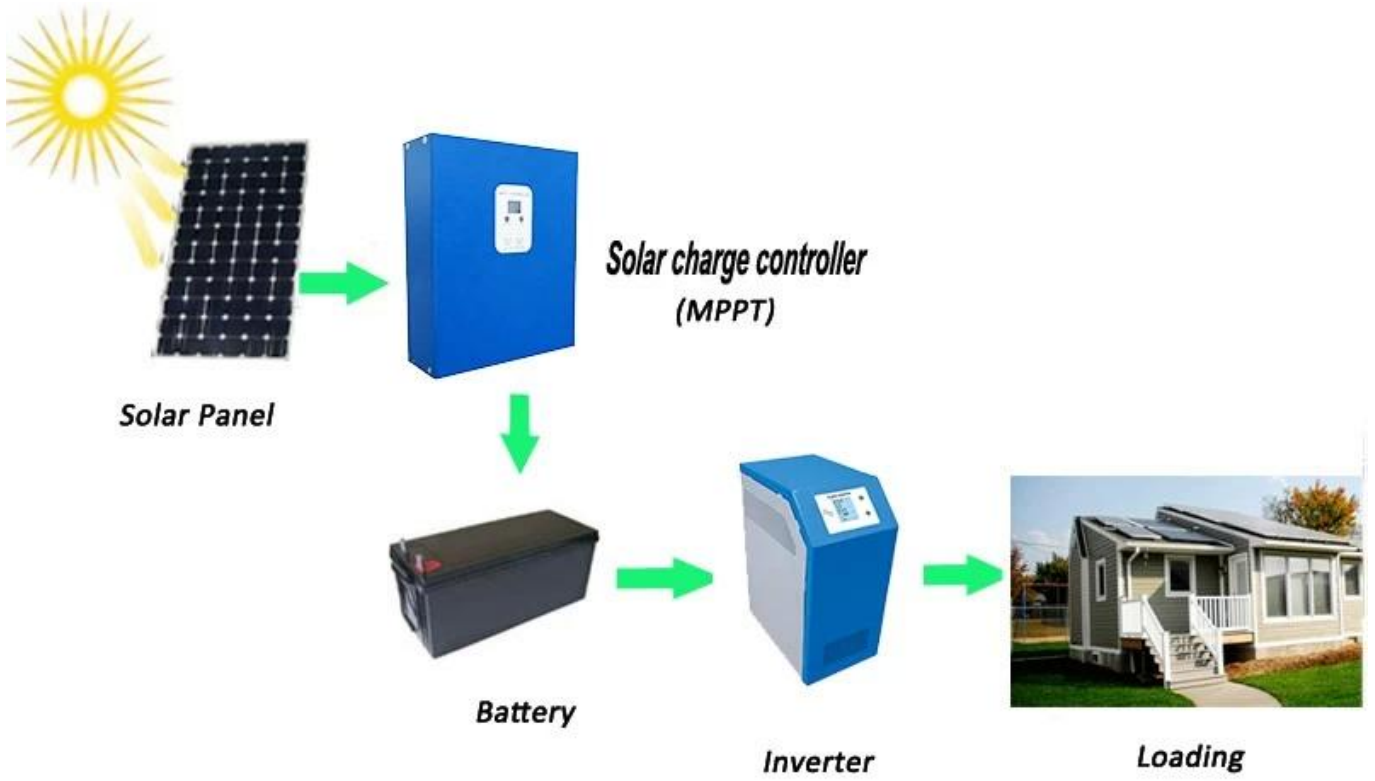 Solar charge controller
(MPPT)
Solar Panel
Battery
Inverter
Loading